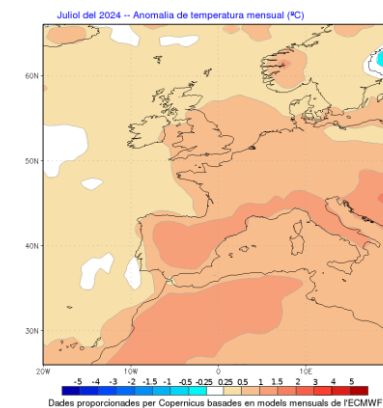 Juliol del 2024 -- Anomalia de temperatura mensual (ºC)
60N
50N
40N
30N
20W 10W 0 10E
-5 -4 -3 -2 -1 -0.5 -0.25 0.25 0.5 1 1.5 2 3 4 5
Dades proporcionades per Copernicus basades en models mensuals de l'ECMWF